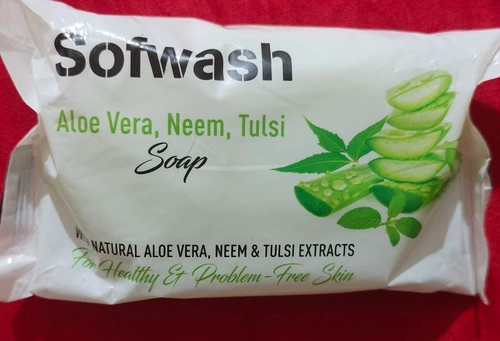 Sofwash
Aloe Vera, Neem, Tulsi
Soap
NATURAL ALOE VERA, NEEM & TULSI EXTRACTS
For Healthy & Problem-Free Skin